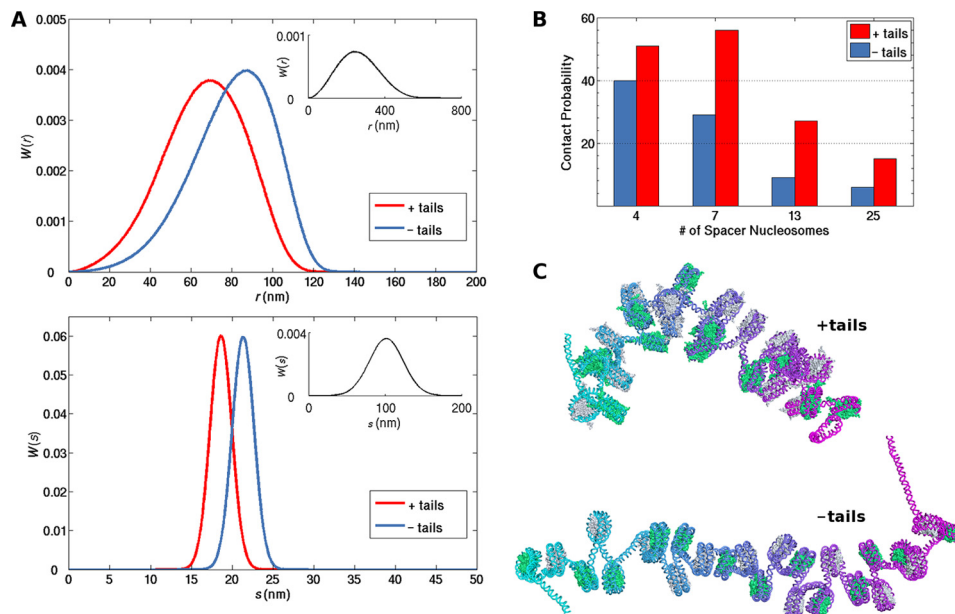 A
0.005
0.004
0.003
0.002
0.001
0
W(r)
0 20 40 60 80 100 120 140 160 180 200
r (nm)
+ tails
− tails
0.001
0
w(r)
0 400 800
r (nm)
0.06
0.05
0.04
0.03
0.02
0.01
0
W(s)
0 5 10 15 20 25 30 35 40 45 50
s (nm)
+ tails
− tails
0.004
0
w(s)
0 100 200
s (nm)
B
60
40
20
Contact Probability
4 7 13 25
# of Spacer Nucleosomes
+ tails
− tails
C
+tails
−tails